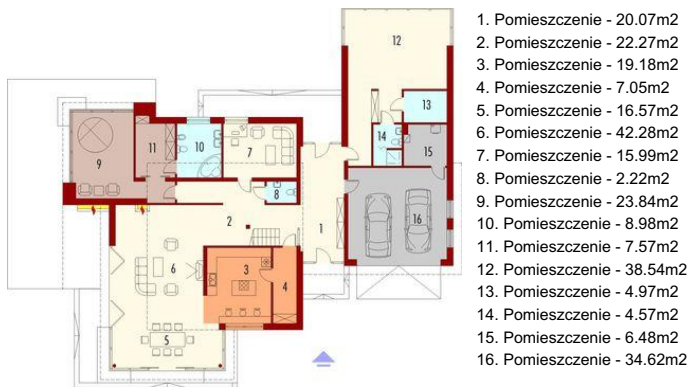 1. Pomieszczenie - 20.07m2
2. Pomieszczenie - 22.27m2
3. Pomieszczenie - 19.18m2
4. Pomieszczenie - 7.05m2
5. Pomieszczenie - 16.57m2
6. Pomieszczenie - 42.28m2
7. Pomieszczenie - 15.99m2
8. Pomieszczenie - 2.22m2
9. Pomieszczenie - 23.84m2
10. Pomieszczenie - 8.98m2
11. Pomieszczenie - 7.57m2
12. Pomieszczenie - 38.54m2
13. Pomieszczenie - 4.97m2
14. Pomieszczenie - 4.57m2
15. Pomieszczenie - 6.48m2
16. Pomieszczenie - 34.62m2
12
13
14
15
9
11
10
7
8
16
2
1
6
3
4
5